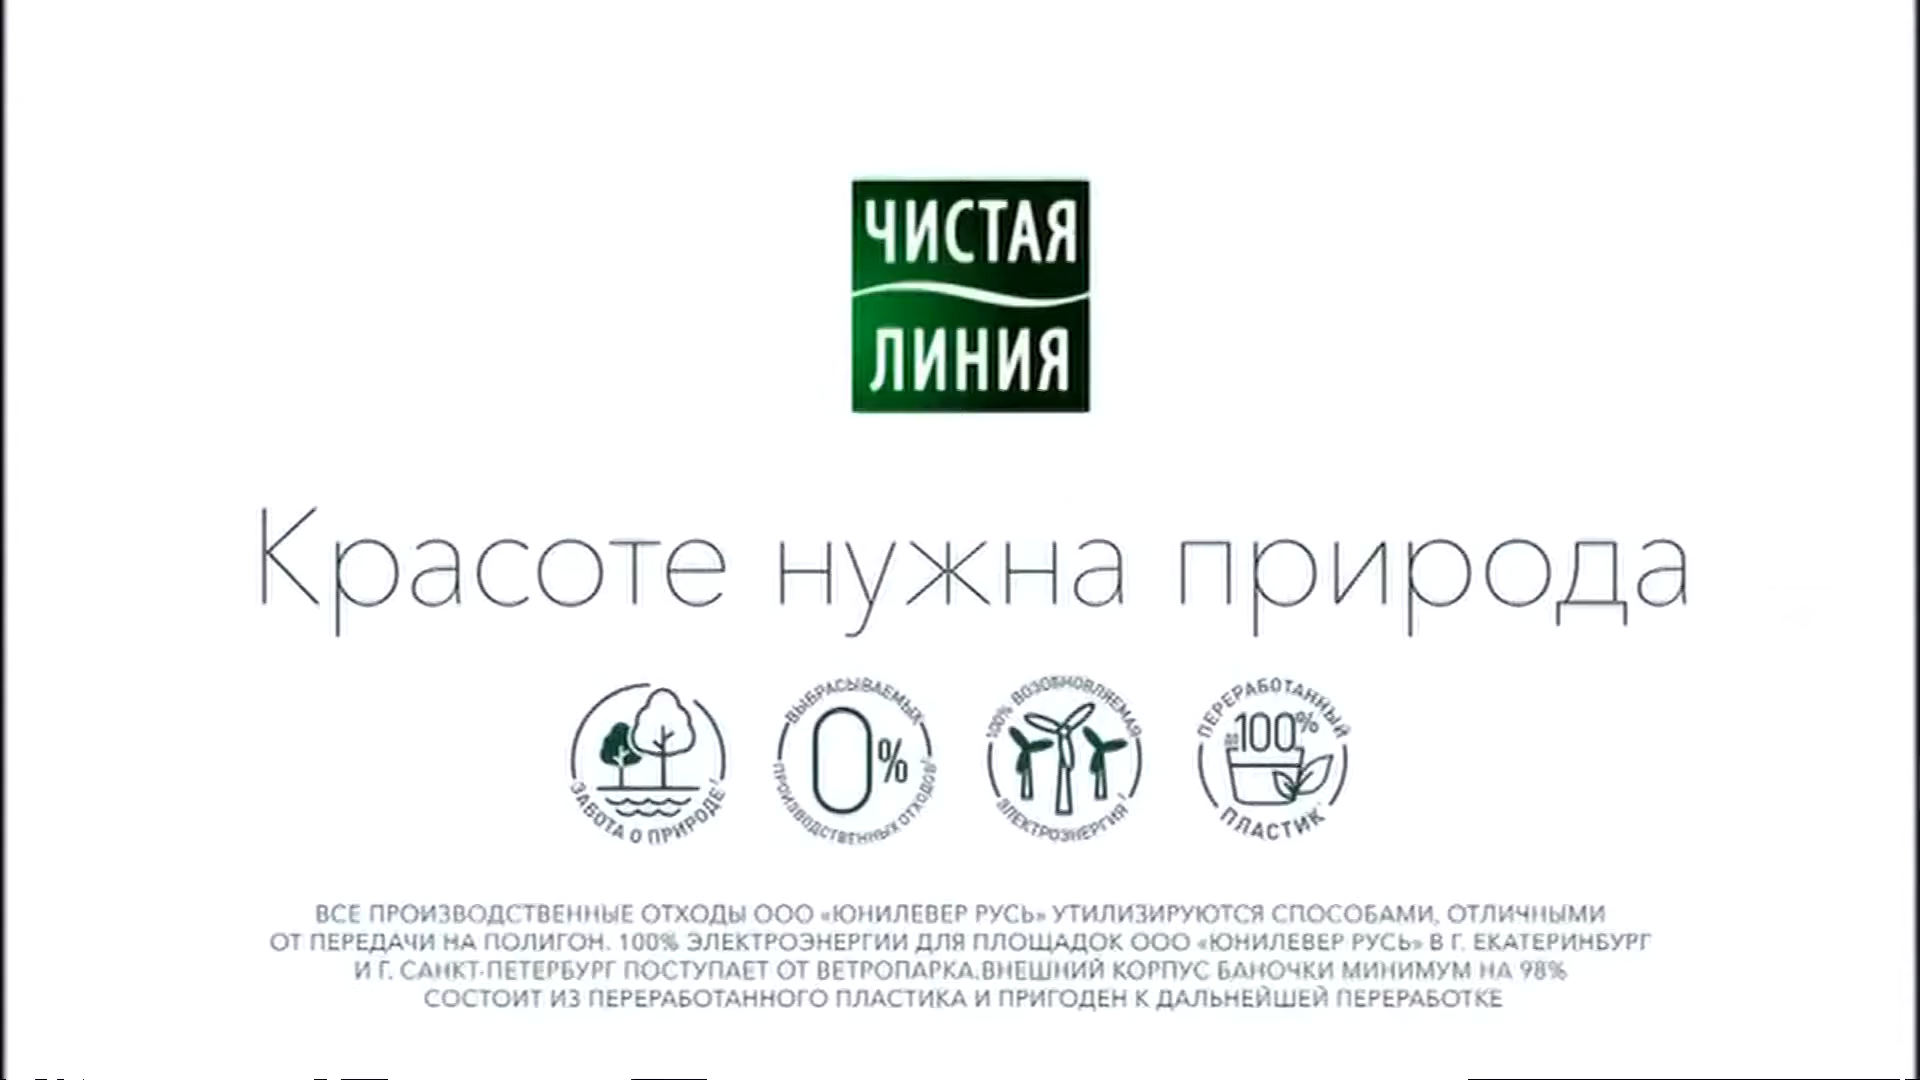 ЧИСТАЯ
ЛИНИЯ
Красоте нужна природа
ЗАБОТА О ПРИРОДЕ
ВЫБРАСЫВАЕМЫХ
0%
ПРОИЗВОДСТВЕННЫХ ОТХОДОВ
100% ВОЗОБНОВЛЯЕМАЯ
ЭЛЕКТРОЭНЕРГИЯ
ПЕРЕРАБОТАННЫЙ
≅100%
ПЛАСТИК
ВСЕ ПРОИЗВОДСТВЕННЫЕ ОТХОДЫ ООО «ЮНИЛЕВЕР РУСЬ» УТИЛИЗИРУЮТСЯ СПОСОБАМИ, ОТЛИЧНЫМИ
ОТ ПЕРЕДАЧИ НА ПОЛИГОН. 100% ЭЛЕКТРОЭНЕРГИИ ДЛЯ ПЛОЩАДОК ООО «ЮНИЛЕВЕР РУСЬ» В Г. ЕКАТЕРИНБУРГ
И Г. САНКТ-ПЕТЕРБУРГ ПОСТУПАЕТ ОТ ВЕТРОПАРКА.ВНЕШНИЙ КОРПУС БАНОЧКИ МИНИМУМ НА 98%
СОСТОИТ ИЗ ПЕРЕРАБОТАННОГО ПЛАСТИКА И ПРИГОДЕН К ДАЛЬНЕЙШЕЙ ПЕРЕРАБОТКЕ